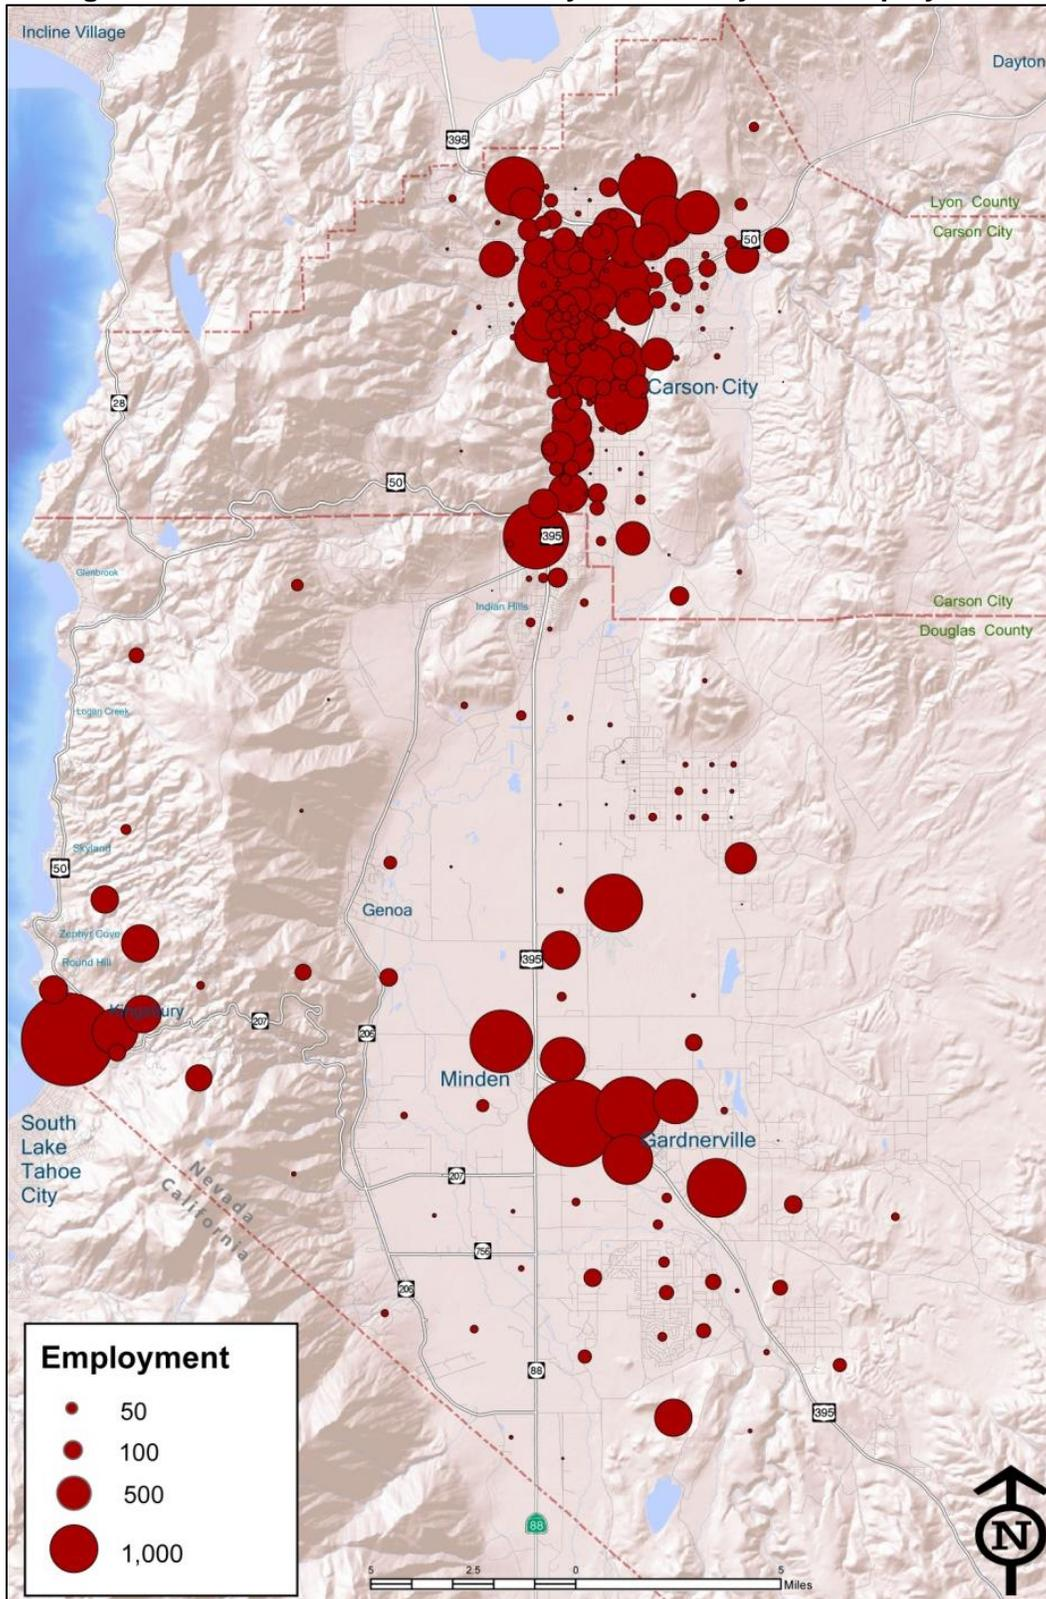 Incline Village
Dayton
395
Lyon County
Carson City
50
28
Carson City
50
395
Glenbrook
Indian Hills
Carson City
Douglas County
Logan Creek
Skyland
50
Genoa
Zephyr Cove
Round Hill
395
Kingsbury
207
206
Minden
South
Lake
Tahoe
City
Gardnerville
Nevada
California
207
756
206
88
395
88
Employment
50
100
500
1,000
N
5
2.5
0
5
Miles